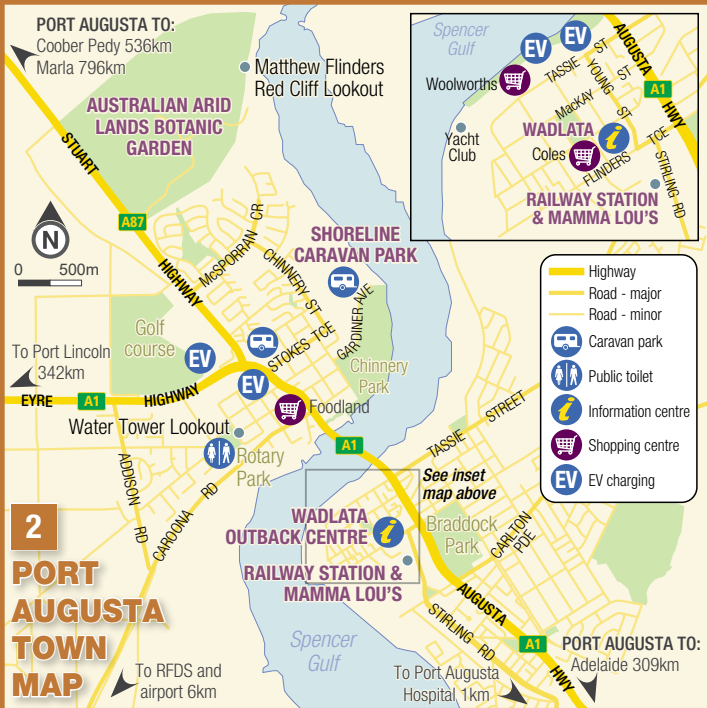 PORT AUGUSTA TO:
Coober Pedy 536km
Marla 796km
Matthew Flinders
Red Cliff Lookout
AUSTRALIAN ARID
LANDS BOTANIC
GARDEN
STUART
A87
HIGHWAY
N
0 500m
McSPORRAN CR
CHINNERY ST
SHORELINE
CARAVAN PARK
GARDINER AVE
STOKES TCE
Chinnery
Park
Golf
course
EV
To Port Lincoln
342km
EYRE
A1
HIGHWAY
EV
Foodland
Water Tower Lookout
Rotary
Park
ADDISON RD
CAROONA RD
A1
TASSIE STREET
See inset
map above
WADLATA
OUTBACK CENTRE
i
Braddock
Park
CARLTON PDE
RAILWAY STATION &
MAMMA LOU'S
STIRLING RD
AUGUSTA
A1
HWY
Spencer
Gulf
To RFDS and
airport 6km
To Port Augusta
Hospital 1km
PORT AUGUSTA TO:
Adelaide 309km
2
PORT
AUGUSTA
TOWN
MAP
Spencer
Gulf
EV
EV
Woolworths
TASSIE ST
YOUNG ST
MacKAY ST
AUGUSTA
A1
HWY
Yacht
Club
WADLATA
i
Coles
FLINDERS TCE
STIRLING RD
RAILWAY STATION
& MAMMA LOU'S
Highway
Road - major
Road - minor
Caravan park
Public toilet
i Information centre
Shopping centre
EV EV charging